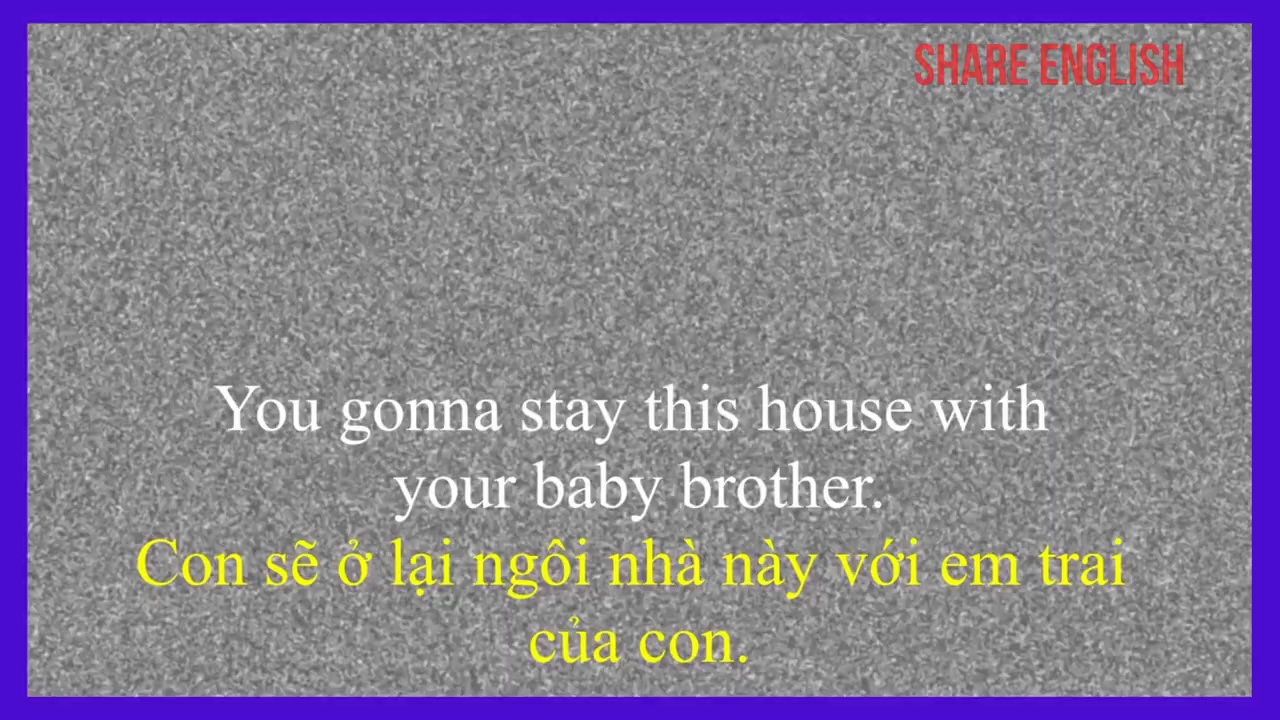 SHARE ENGLISH
You gonna stay this house with
your baby brother.
Con sẽ ở lại ngôi nhà này với em trai
của con.